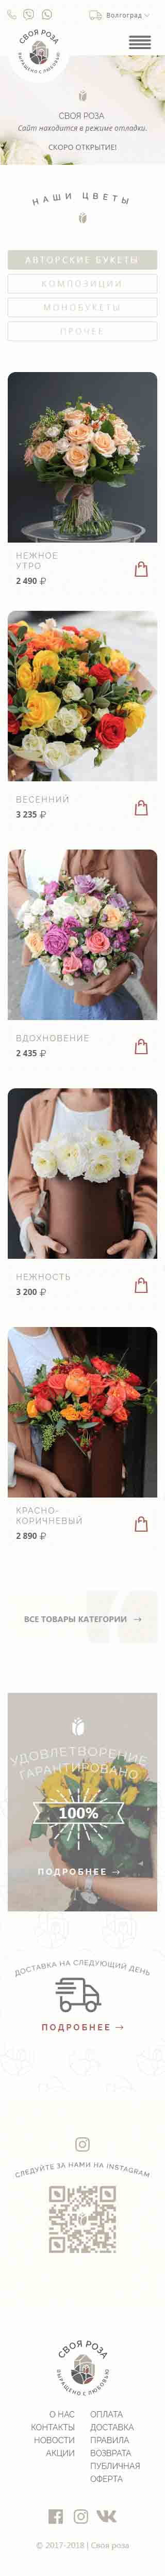 Волгоград
СВОЯ РОЗА
ВЫРАЩЕНО С ЛЮБОВЬЮ
СВОЯ РОЗА
Сайт находится в режиме отладки.
СКОРО ОТКРЫТИЕ!
НАШИ ЦВЕТЫ
АВТОРСКИЕ БУКЕТЫ
КОМПОЗИЦИИ
МОНОБУКЕТЫ
ПРОЧЕЕ
НЕЖНОЕ
УТРО
2 490 ₽
ВЕСЕННИЙ
3 235 ₽
ВДОХНОВЕНИЕ
2 435 ₽
НЕЖНОСТЬ
3 200 ₽
КРАСНО-
КОРИЧНЕВЫЙ
2 890 ₽
ВСЕ ТОВАРЫ КАТЕГОРИИ →
УДОВЛЕТВОРЕНИЕ
ГАРАНТИРОВАНО
100%
ПОДРОБНЕЕ →
ДОСТАВКА НА СЛЕДУЮЩИЙ ДЕНЬ
ПОДРОБНЕЕ →
СЛЕДУЙТЕ ЗА НАМИ НА INSTAGRAM
СВОЯ РОЗА
ВЫРАЩЕНО С ЛЮБОВЬЮ
О НАС
КОНТАКТЫ
НОВОСТИ
АКЦИИ
ОПЛАТА
ДОСТАВКА
ПРАВИЛА
ВОЗВРАТА
ПУБЛИЧНАЯ
ОФЕРТА
© 2017-2018 | Своя роза